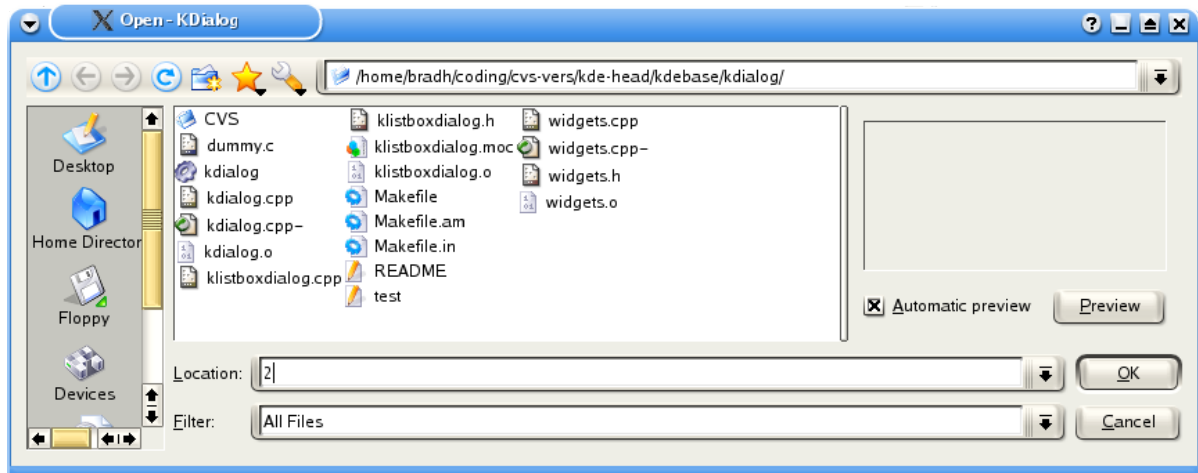 Open - KDialog
/home/bradh/coding/cvs-vers/kde-head/kdebase/kdialog/
Desktop
Home Director
Floppy
Devices
CVS
dummy.c
kdialog
kdialog.cpp
kdialog.cpp~
kdialog.o
klistboxdialog.cpp
klistboxdialog.h
klistboxdialog.moc
klistboxdialog.o
Makefile
Makefile.am
Makefile.in
README
test
widgets.cpp
widgets.cpp~
widgets.h
widgets.o
Automatic preview Preview
Location: 2 OK
Filter: All Files Cancel